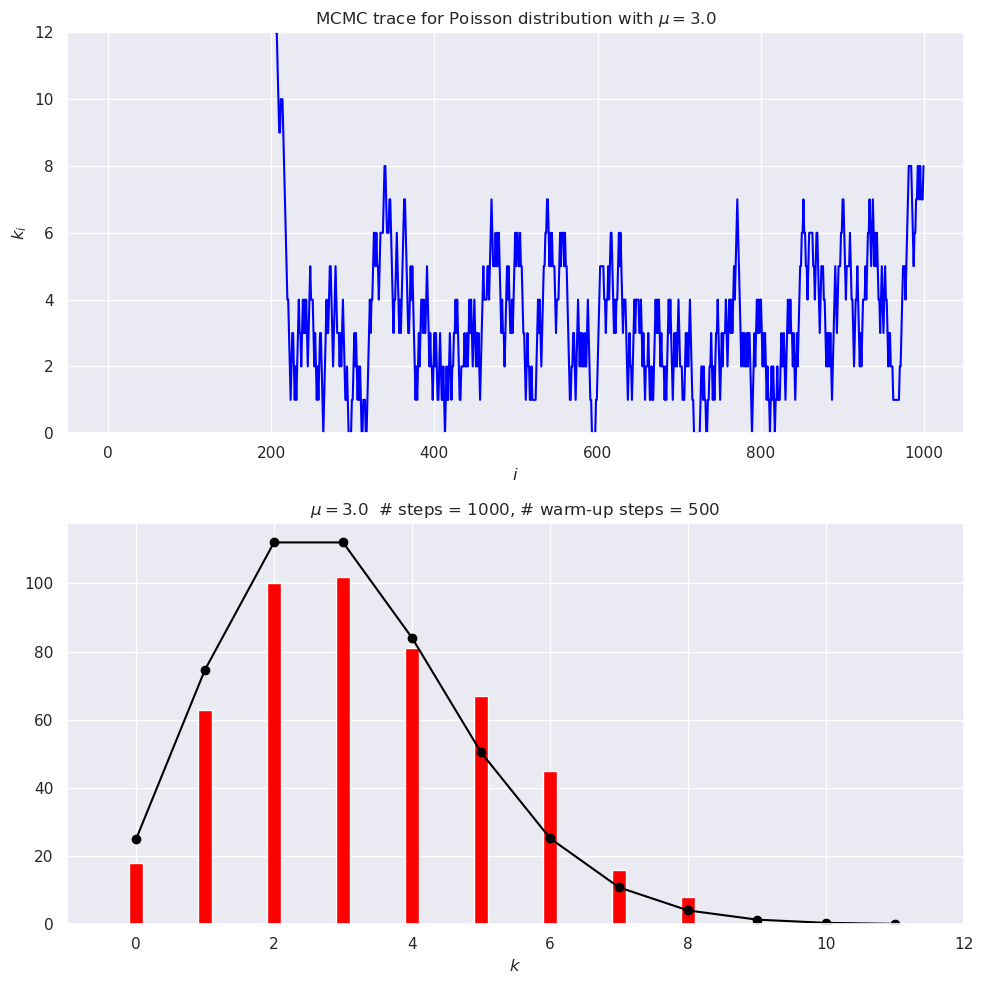 MCMC trace for Poisson distribution with μ = 3.0
12
10
8
6
4
2
0
k_i
0 200 400 600 800 1000
i
μ = 3.0 # steps = 1000, # warm-up steps = 500
100
80
60
40
20
0
0 2 4 6 8 10 12
k